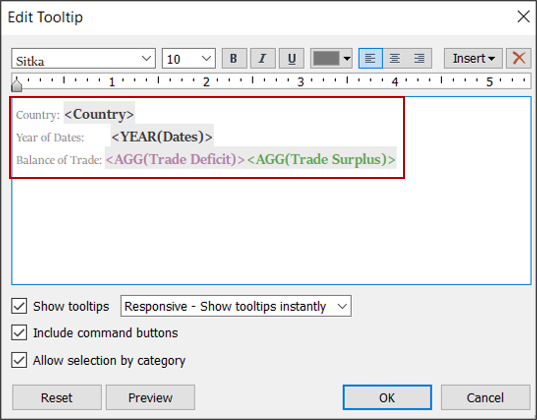 Edit Tooltip
Sitka 10 B I U Insert
1 2 3 4 5
Country: <Country>
Year of Dates: <YEAR(Dates)>
Balance of Trade: <AGG(Trade Deficit)><AGG(Trade Surplus)>
Show tooltips Responsive - Show tooltips instantly
Include command buttons
Allow selection by category
Reset Preview OK Cancel